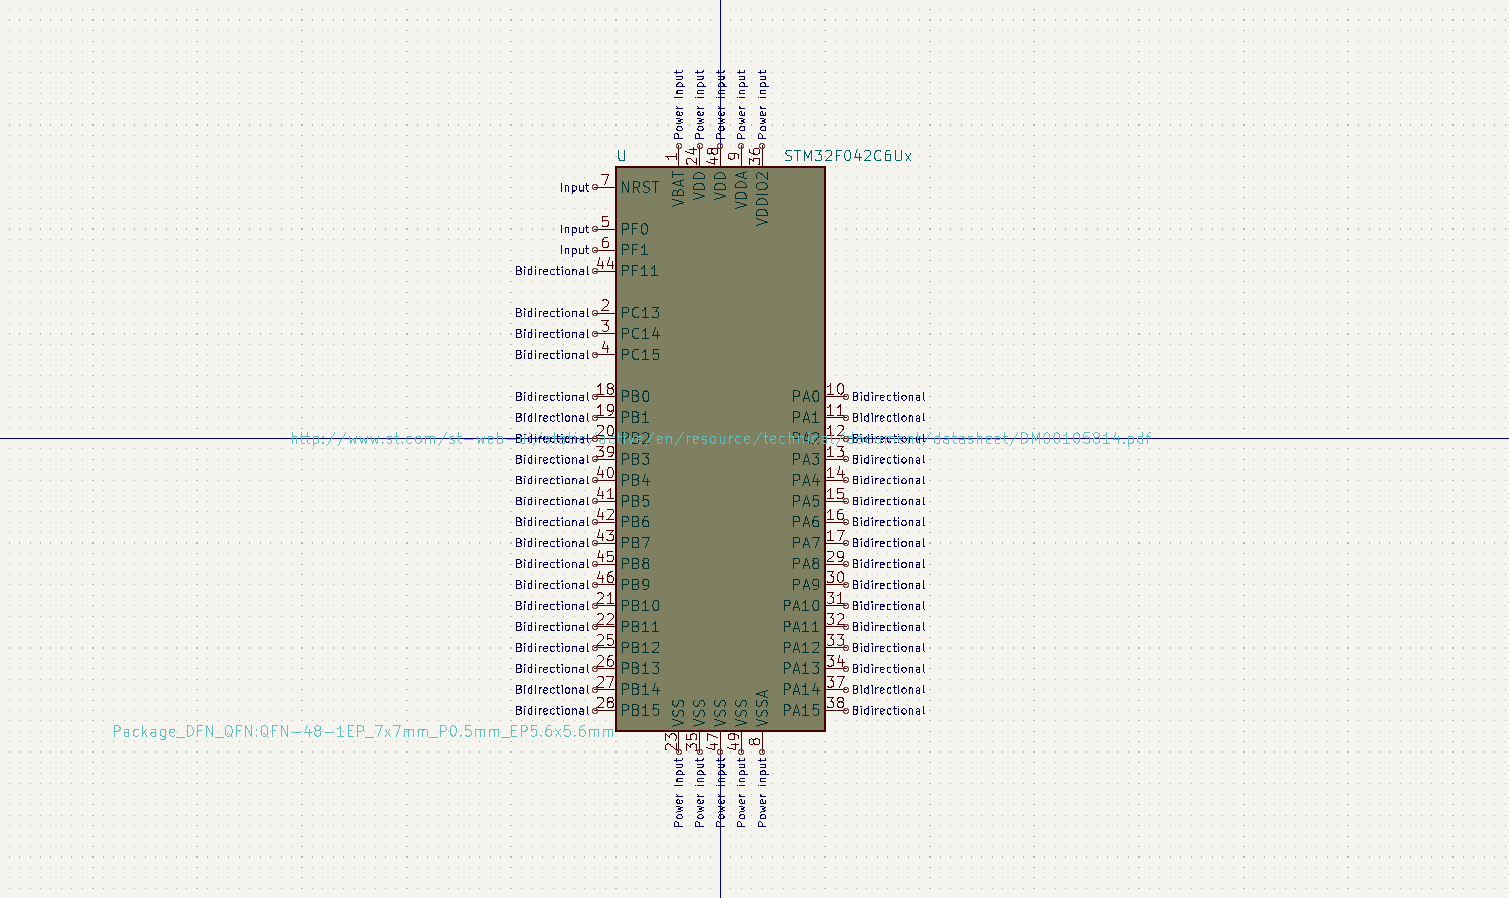 Power input Power input Power input Power input Power input
1 24 48 9 36
U STM32F042C6Ux
VBAT VDD VDD VDDA VDDIO2
Input 7 NRST
Input 5 PF0
Input 6 PF1
Bidirectional 44 PF11
Bidirectional 2 PC13
Bidirectional 3 PC14
Bidirectional 4 PC15
Bidirectional 18 PB0 PA0 10 Bidirectional
Bidirectional 19 PB1 PA1 11 Bidirectional
Bidirectional 20 PB2 PA2 12 Bidirectional
http://www.st.com/st-web- /en/resource/technical/document/datasheet/DM00105814.pdf
Bidirectional 39 PB3 PA3 13 Bidirectional
Bidirectional 40 PB4 PA4 14 Bidirectional
Bidirectional 41 PB5 PA5 15 Bidirectional
Bidirectional 42 PB6 PA6 16 Bidirectional
Bidirectional 43 PB7 PA7 17 Bidirectional
Bidirectional 45 PB8 PA8 29 Bidirectional
Bidirectional 46 PB9 PA9 30 Bidirectional
Bidirectional 21 PB10 PA10 31 Bidirectional
Bidirectional 22 PB11 PA11 32 Bidirectional
Bidirectional 25 PB12 PA12 33 Bidirectional
Bidirectional 26 PB13 PA13 34 Bidirectional
Bidirectional 27 PB14 PA14 37 Bidirectional
Bidirectional 28 PB15 PA15 38 Bidirectional
VSS VSS VSS VSS VSSA
Package_DFN_QFN:QFN-48-1EP_7x7mm_P0.5mm_EP5.6x5.6mm
23 35 47 49 8
Power input Power input Power input Power input Power input